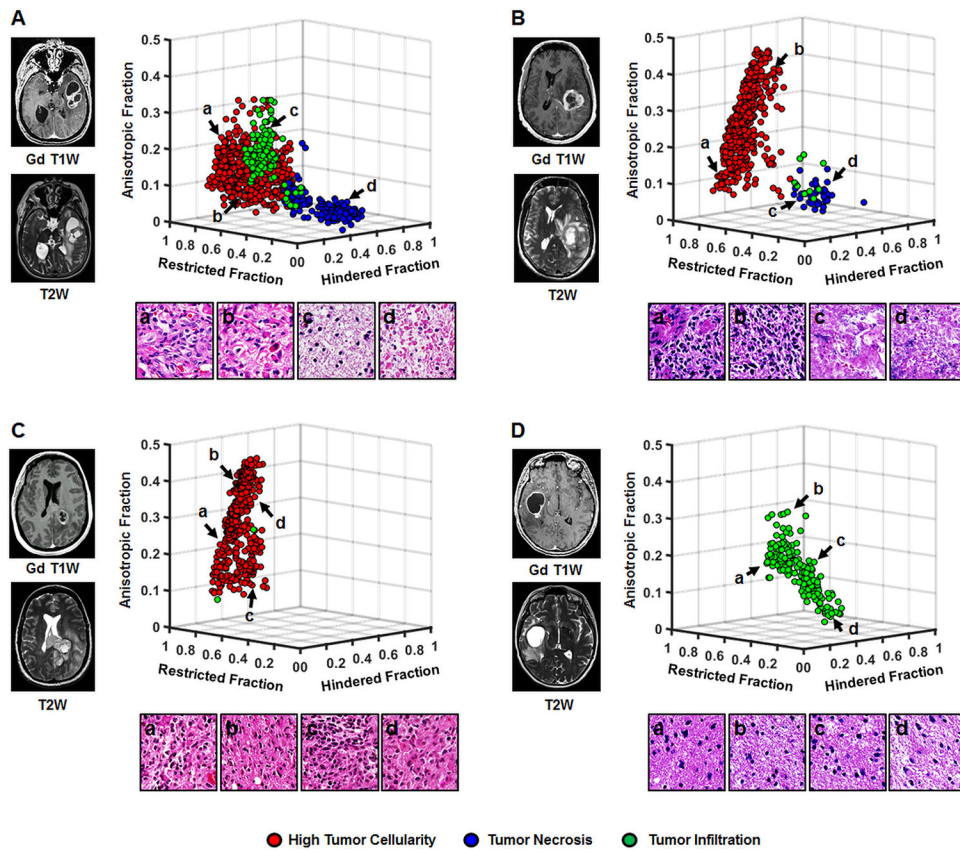 A
Gd T1W
T2W
Anisotropic Fraction
0.5
0.4
0.3
0.2
0.1
0
a
c
b
d
1 0.8 0.6 0.4 0.2 00 0.2 0.4 0.6 0.8 1
Restricted Fraction
Hindered Fraction
a b c d
B
Gd T1W
T2W
Anisotropic Fraction
0.5
0.4
0.3
0.2
0.1
0
b
a
d
c
1 0.8 0.6 0.4 0.2 00 0.2 0.4 0.6 0.8 1
Restricted Fraction
Hindered Fraction
a b c d
C
Gd T1W
T2W
Anisotropic Fraction
0.5
0.4
0.3
0.2
0.1
0
b
a
d
c
1 0.8 0.6 0.4 0.2 00 0.2 0.4 0.6 0.8 1
Restricted Fraction
Hindered Fraction
a b c d
D
Gd T1W
T2W
Anisotropic Fraction
0.5
0.4
0.3
0.2
0.1
0
b
c
a
d
1 0.8 0.6 0.4 0.2 00 0.2 0.4 0.6 0.8 1
Restricted Fraction
Hindered Fraction
a b c d
High Tumor Cellularity Tumor Necrosis Tumor Infiltration